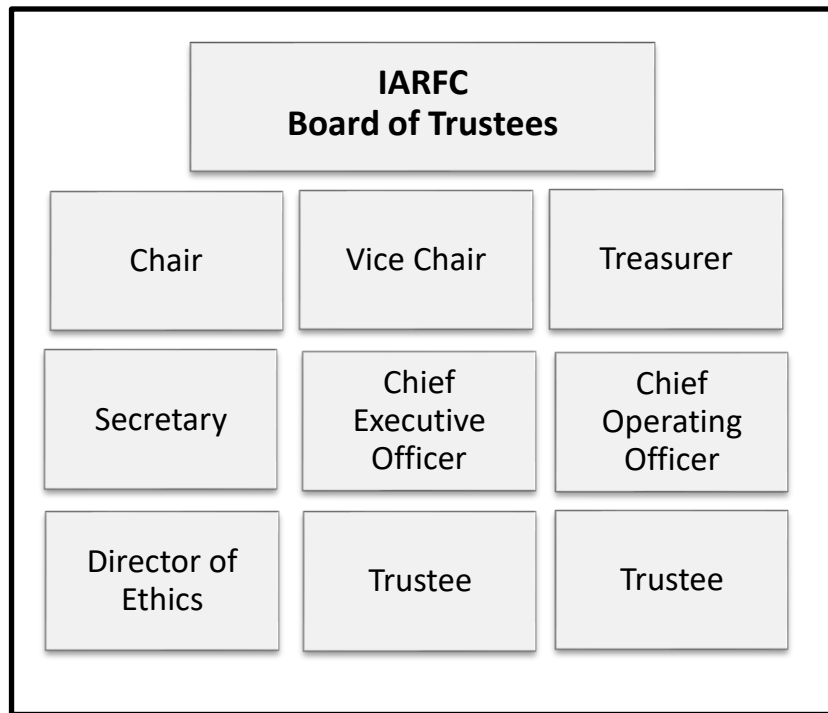 IARFC
Board of Trustees
Chair
Vice Chair
Treasurer
Secretary
Chief
Executive
Officer
Chief
Operating
Officer
Director of
Ethics
Trustee
Trustee